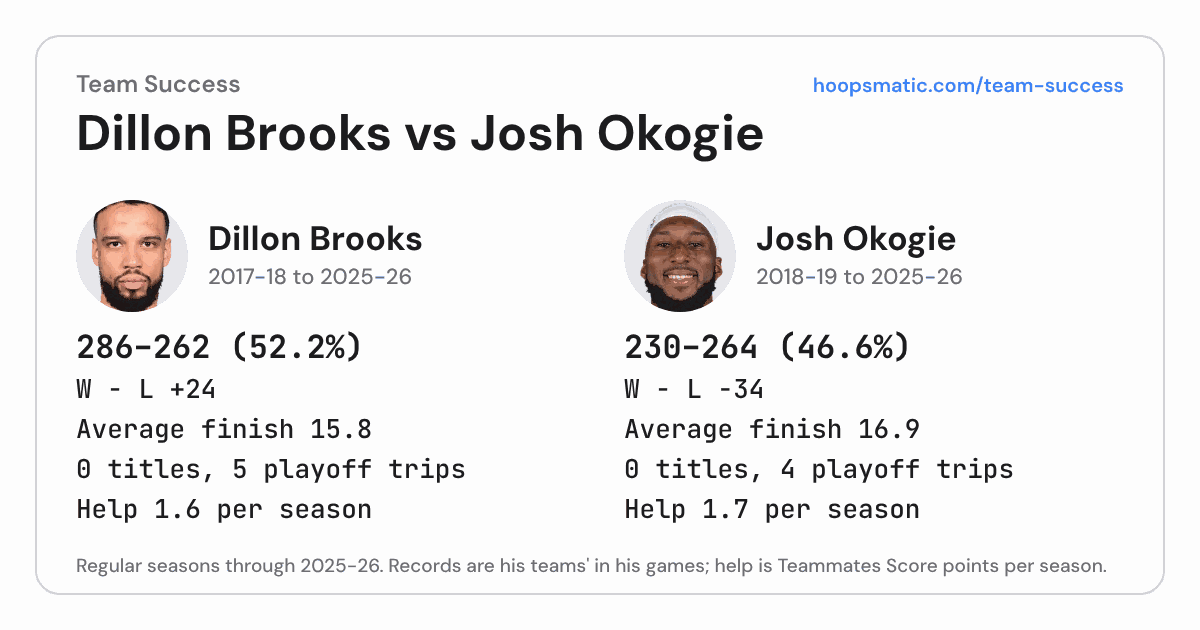 Team Success
hoopsmatic.com/team-success
Dillon Brooks vs Josh Okogie
Dillon Brooks
2017-18 to 2025-26
286-262 (52.2%)
W - L +24
Average finish 15.8
0 titles, 5 playoff trips
Help 1.6 per season
Josh Okogie
2018-19 to 2025-26
230-264 (46.6%)
W - L -34
Average finish 16.9
0 titles, 4 playoff trips
Help 1.7 per season
Regular seasons through 2025-26. Records are his teams' in his games; help is Teammates Score points per season.